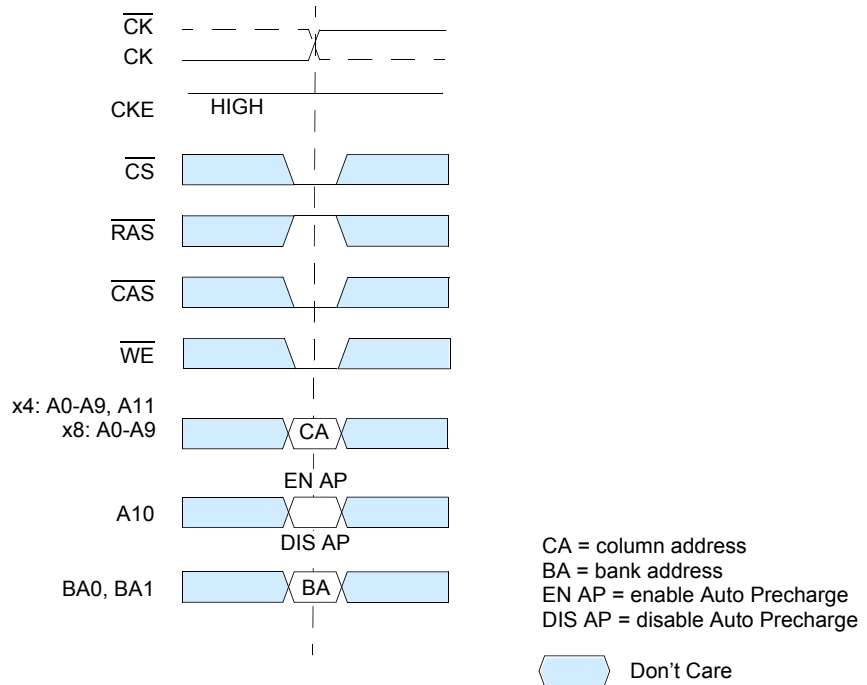 CK
CK
CKE HIGH
CS
RAS
CAS
WE
x4: A0-A9, A11
x8: A0-A9
CA
EN AP
A10
DIS AP
BA0, BA1
BA
CA = column address
BA = bank address
EN AP = enable Auto Precharge
DIS AP = disable Auto Precharge
Don't Care